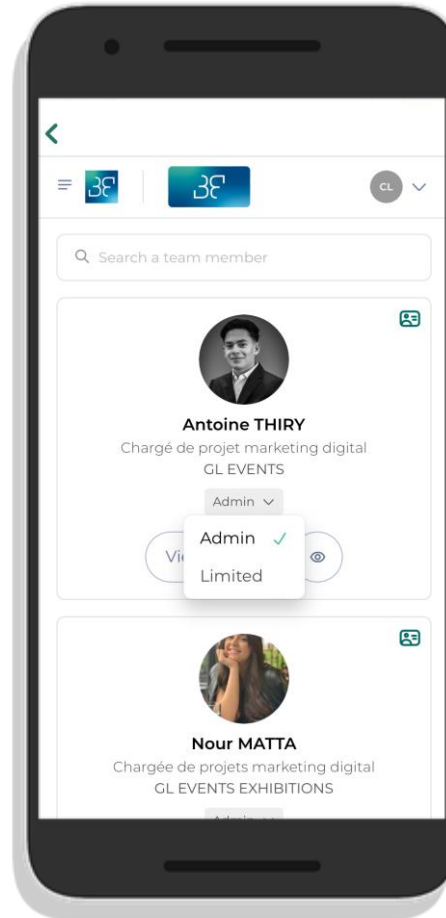 CL
Search a team member
Antoine THIRY
Chargé de projet marketing digital
GL EVENTS
Admin
Admin
Limited
Nour MATTA
Chargée de projets marketing digital
GL EVENTS EXHIBITIONS